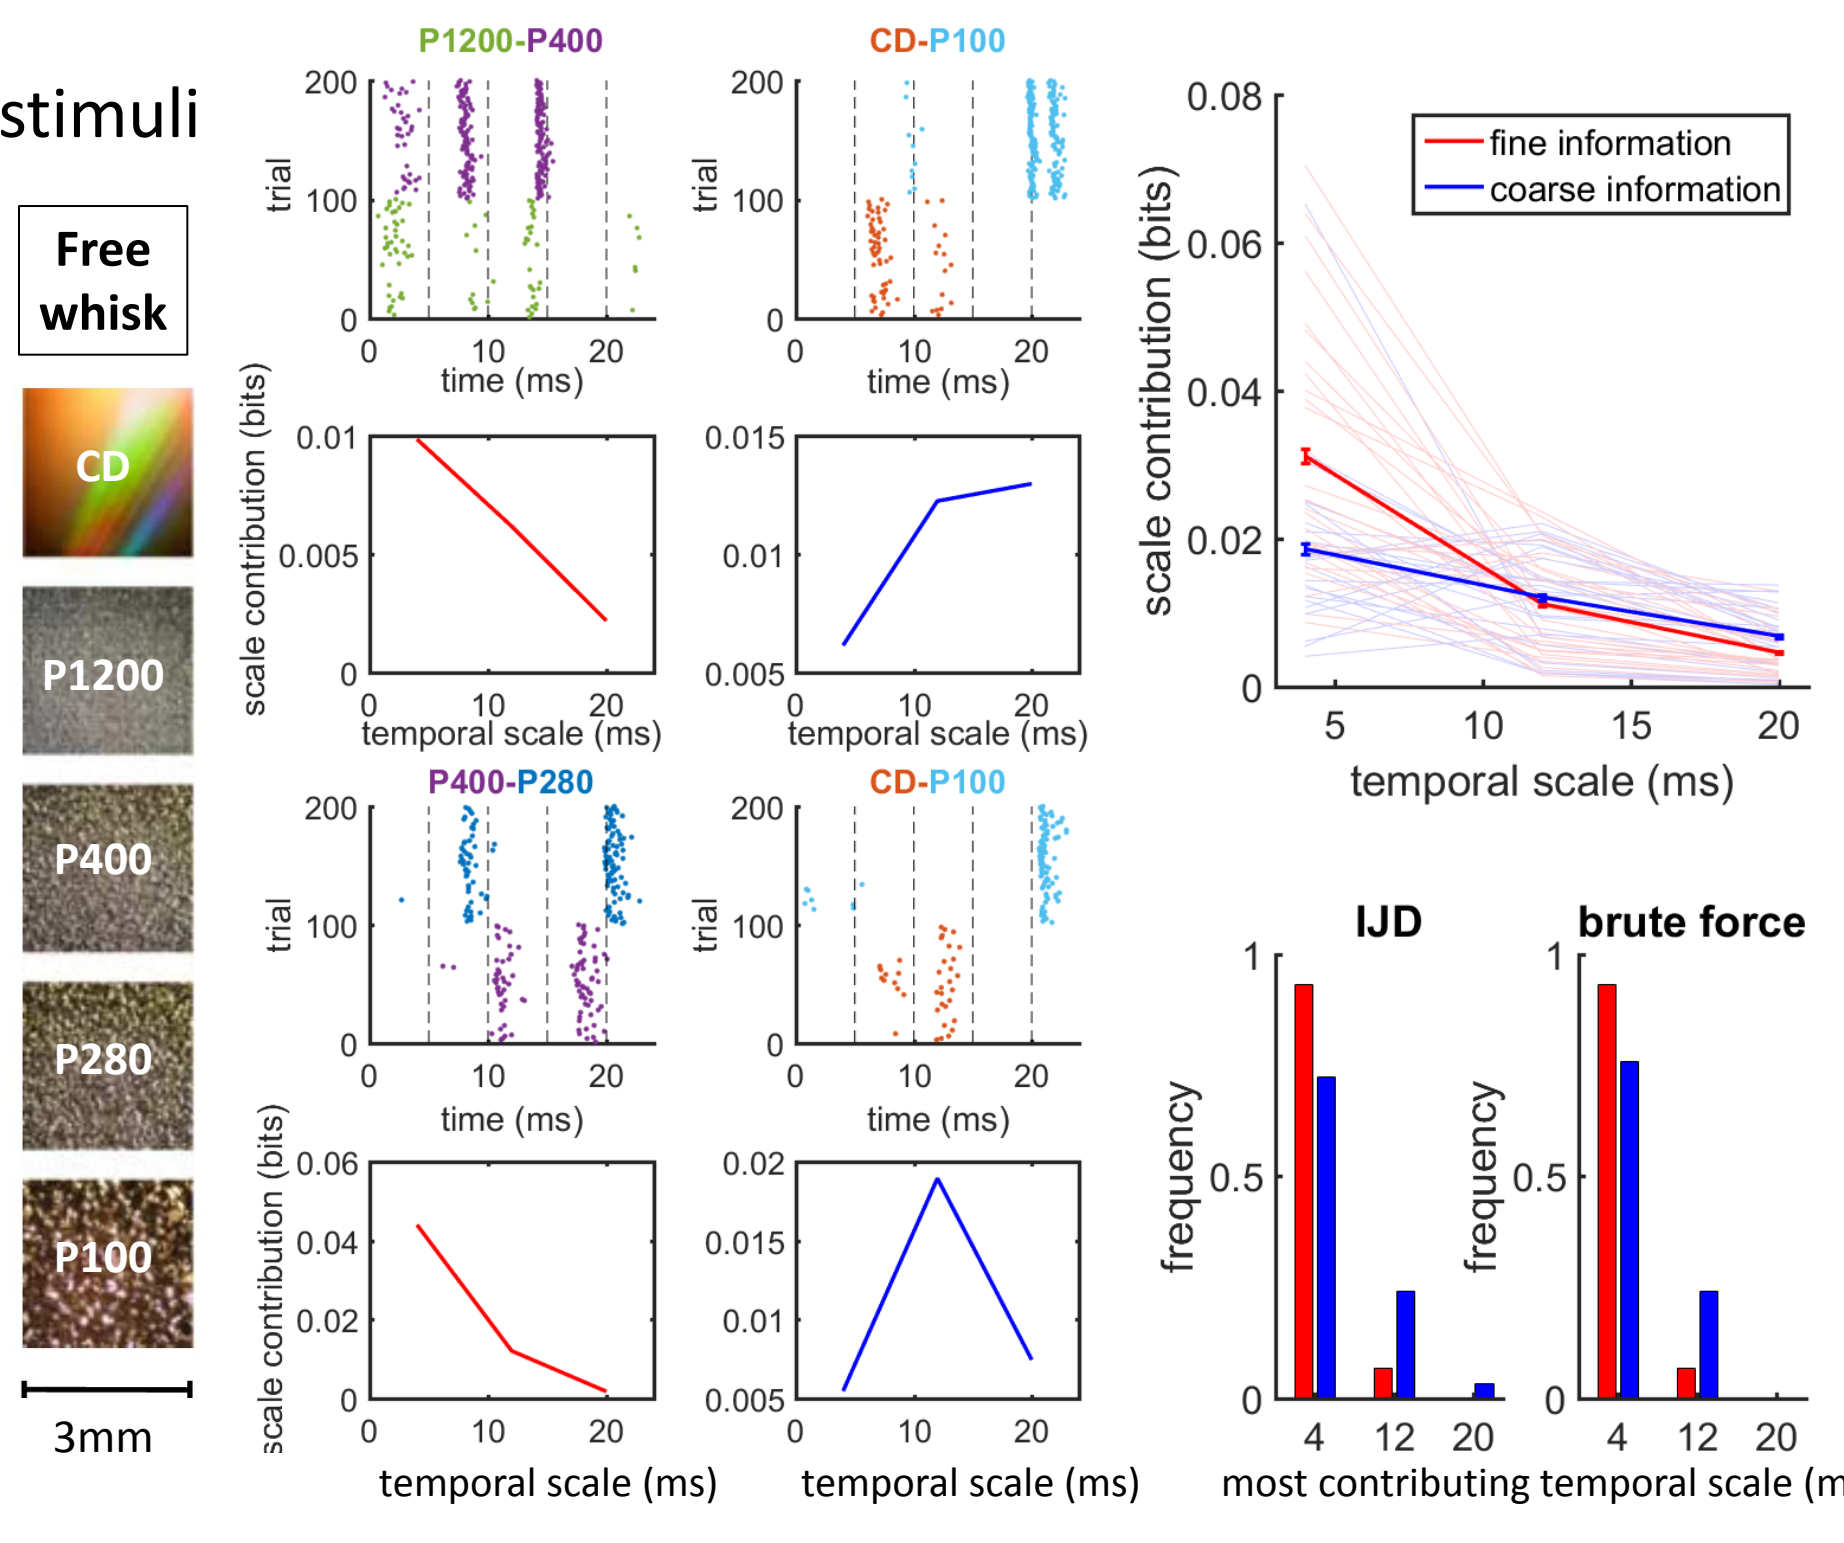 stimuli
Free
whisk
CD
P1200
P400
P280
P100
3mm
P1200-P400
200
100
0
trial
0 10 20
time (ms)
CD-P100
200
100
0
trial
0 10 20
time (ms)
scale contribution (bits)
0.01
0.005
0
0 10 20
temporal scale (ms)
0.015
0.01
0.005
0 10 20
temporal scale (ms)
P400-P280
200
100
0
trial
0 10 20
time (ms)
CD-P100
200
100
0
trial
0 10 20
time (ms)
scale contribution (bits)
0.06
0.04
0.02
0
0 10 20
temporal scale (ms)
0.02
0.015
0.01
0.005
0 10 20
temporal scale (ms)
scale contribution (bits)
0.08
0.06
0.04
0.02
0
fine information
coarse information
5 10 15 20
temporal scale (ms)
IJD
frequency
1
0.5
0
4 12 20
brute force
frequency
1
0.5
0
4 12 20
most contributing temporal scale (m